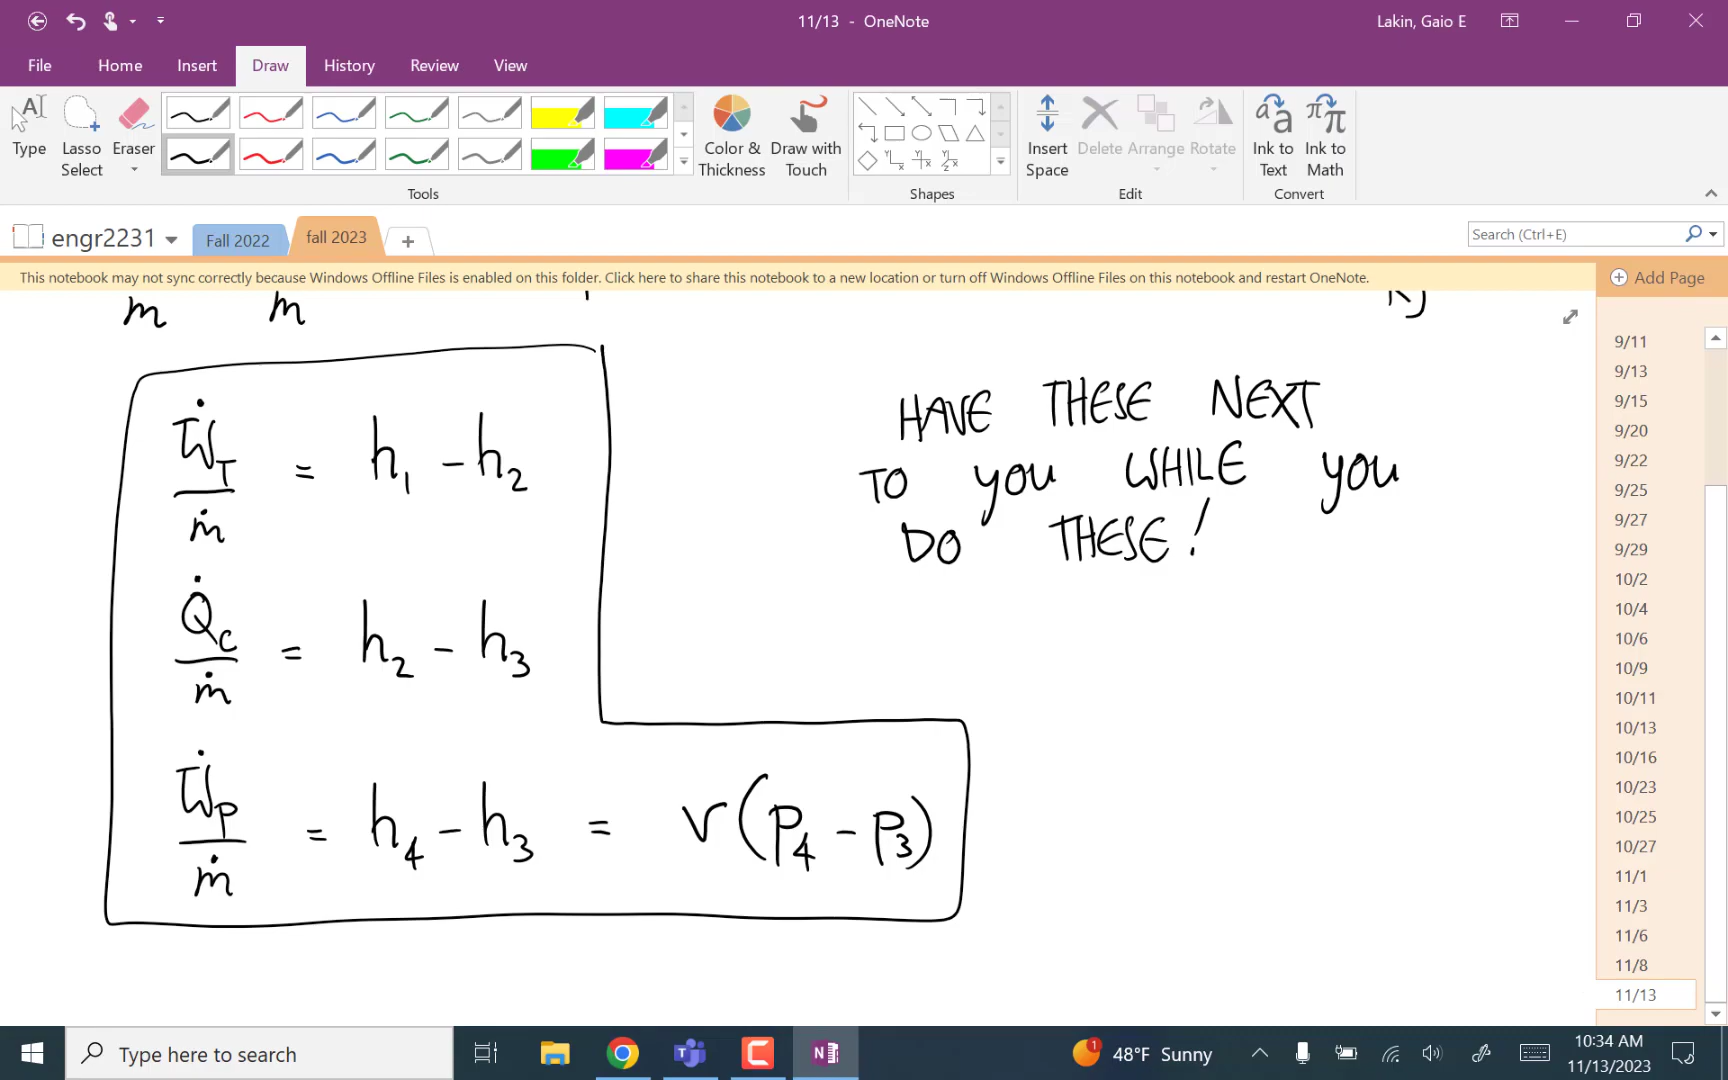 11/13 - OneNote
Lakin, Gaio E
File Home Insert Draw History Review View
Type
Lasso Select
Eraser
Color & Thickness
Draw with Touch
Insert Space
Delete
Arrange
Rotate
Ink to Text
Ink to Math
Tools
Shapes
Edit
Convert
engr2231
Fall 2022
fall 2023
Search (Ctrl+E)
This notebook may not sync correctly because Windows Offline Files is enabled on this folder. Click here to share this notebook to a new location or turn off Windows Offline Files on this notebook and restart OneNote.
Add Page
ṁ ṁ
Ẇ_T / ṁ = h₁ - h₂
HAVE THESE NEXT
TO YOU WHILE YOU
DO THESE!
Q̇_c / ṁ = h₂ - h₃
Ẇ_P / ṁ = h₄ - h₃ = v(p₄ - p₃)
9/11
9/13
9/15
9/20
9/22
9/25
9/27
9/29
10/2
10/4
10/6
10/9
10/11
10/13
10/16
10/23
10/25
10/27
11/1
11/3
11/6
11/8
11/13
Type here to search
48°F Sunny
10:34 AM
11/13/2023